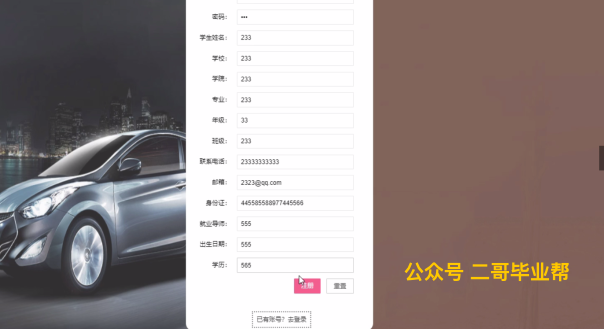 密码: •••
学生姓名: 233
学校: 233
学院: 233
专业: 233
年级: 33
班级: 233
联系电话: 23333333333
邮箱: 2323@qq.com
身份证: 445585588977445566
就业导师: 555
出生日期: 555
学历: 565
重置
已有账号？去登录
公众号 二哥毕业帮